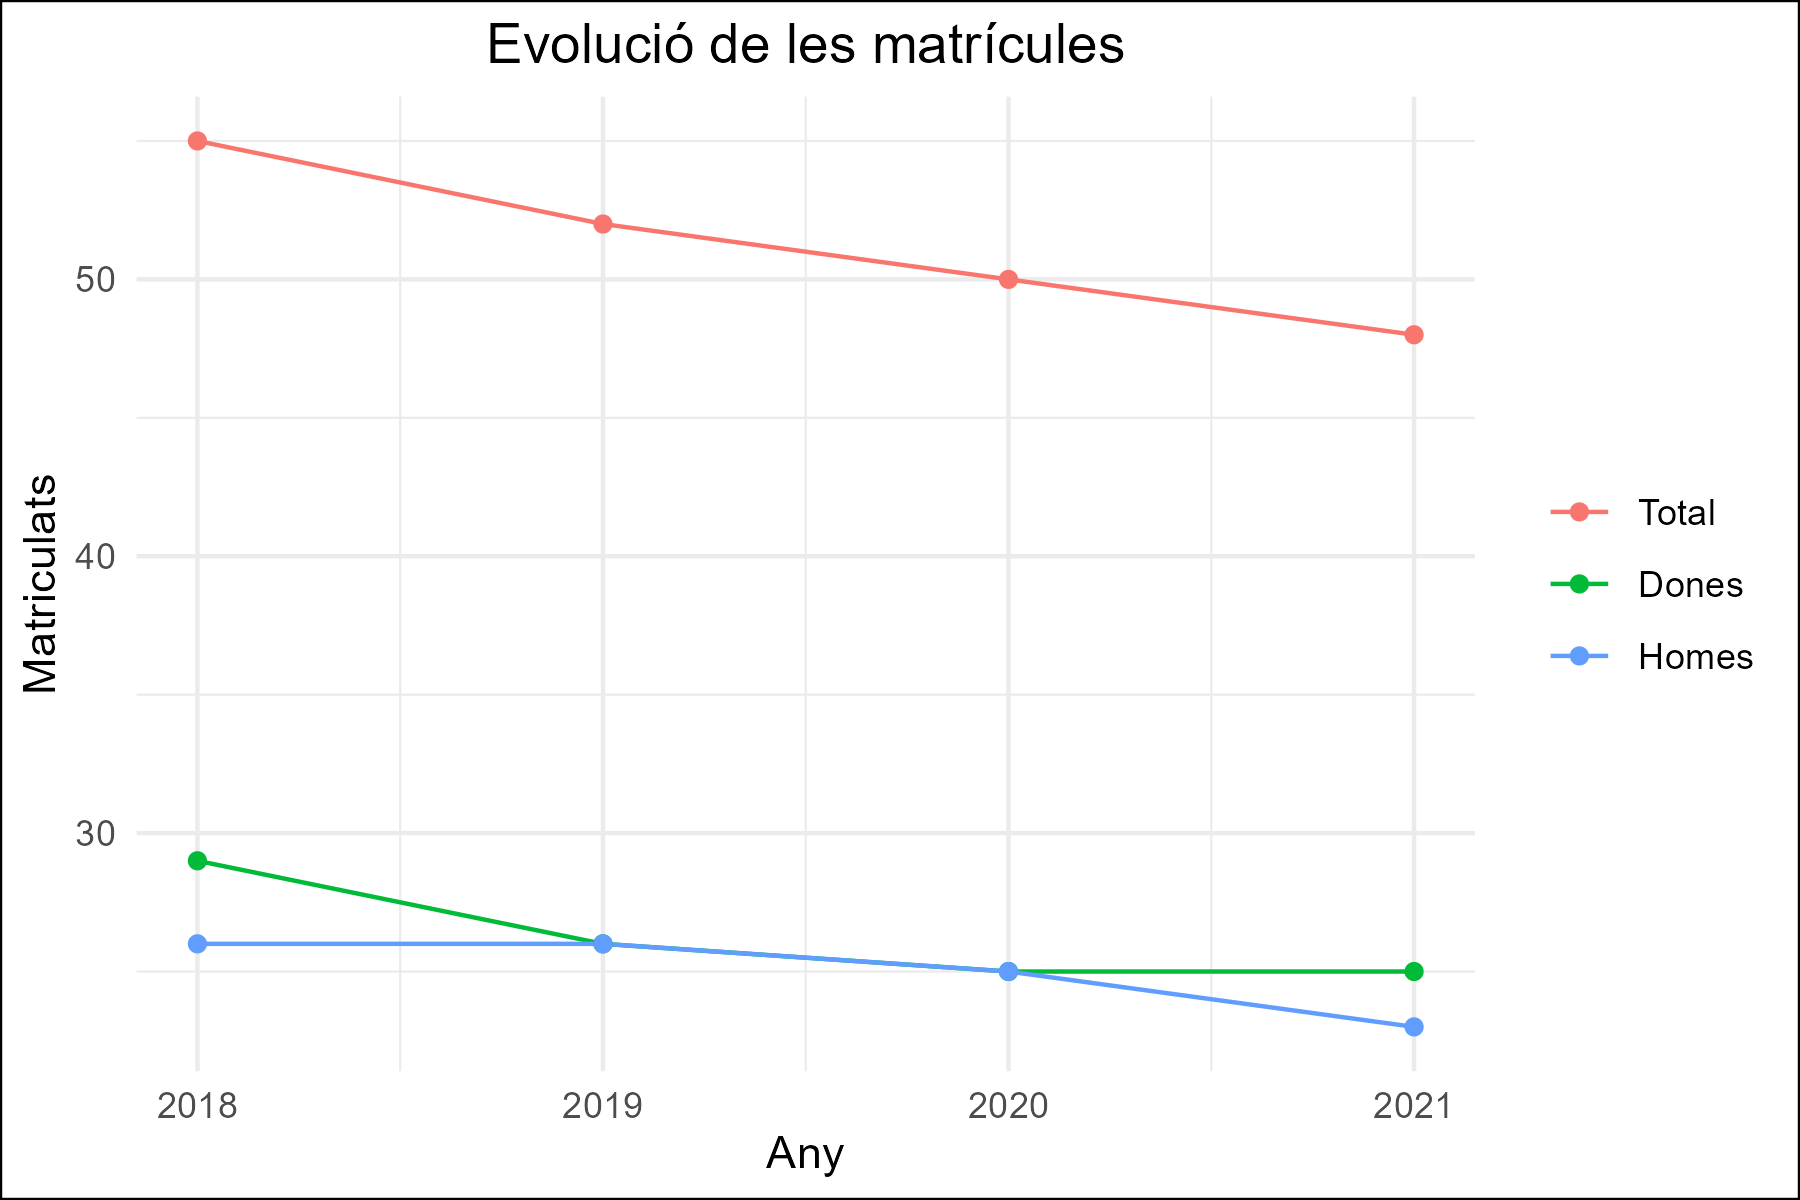 Evolució de les matrícules
Matriculats
50
40
30
2018 2019 2020 2021
Any
Total
Dones
Homes